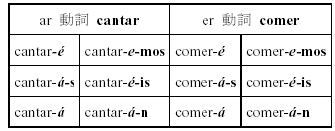 ar 動詞 cantar er 動詞 comer
cantar-é cantar-e-mos comer-é comer-e-mos
cantar-á-s cantar-é-is comer-á-s comer-é-is
cantar-á cantar-á-n comer-á comer-á-n